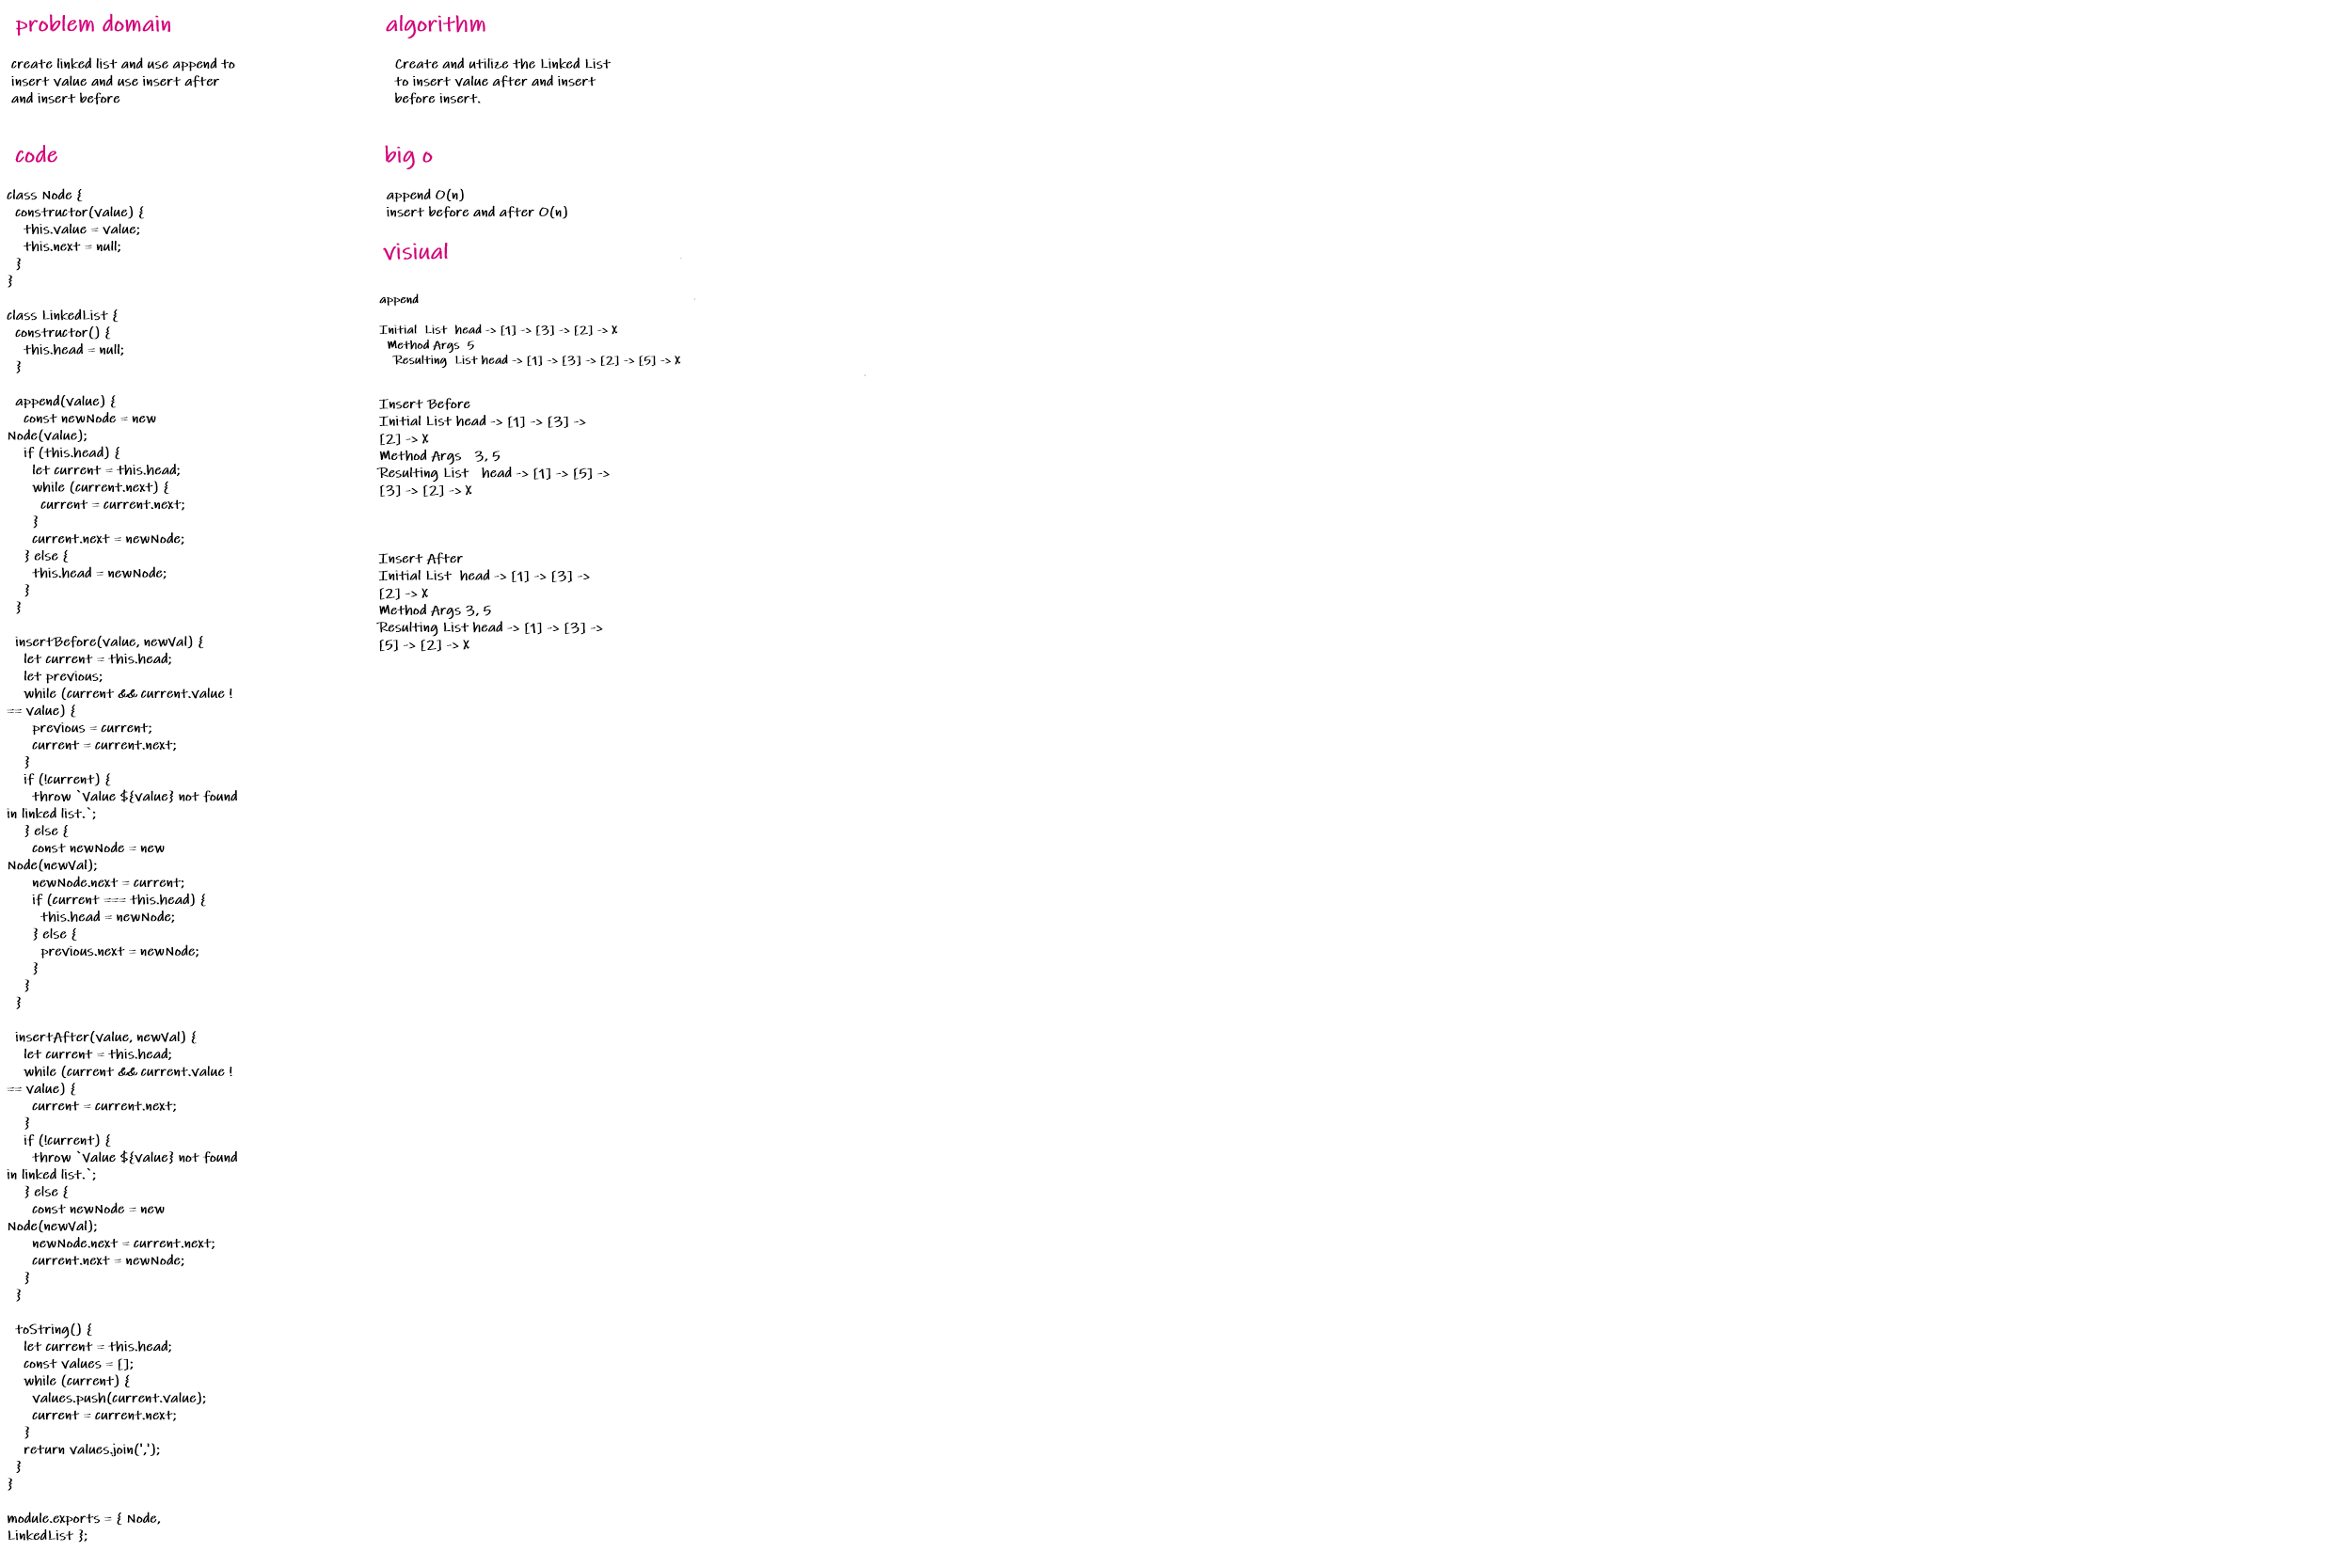 problem domain
create linked list and use append to
insert value and use insert after
and insert before
code
class Node {
constructor(value) {
this.value = value;
this.next = null;
}
}
class LinkedList {
constructor() {
this.head = null;
}
append(value) {
const newNode = new
Node(value);
if (this.head) {
let current = this.head;
while (current.next) {
current = current.next;
}
current.next = newNode;
} else {
this.head = newNode;
}
}
insertBefore(value, newVal) {
let current = this.head;
let previous;
while (current && current.value !
== value) {
previous = current;
current = current.next;
}
if (!current) {
throw `Value ${value} not found
in linked list.`;
} else {
const newNode = new
Node(newVal);
newNode.next = current;
if (current === this.head) {
this.head = newNode;
} else {
previous.next = newNode;
}
}
}
insertAfter(value, newVal) {
let current = this.head;
while (current && current.value !
== value) {
current = current.next;
}
if (!current) {
throw `Value ${value} not found
in linked list.`;
} else {
const newNode = new
Node(newVal);
newNode.next = current.next;
current.next = newNode;
}
}
toString() {
let current = this.head;
const values = [];
while (current) {
values.push(current.value);
current = current.next;
}
return values.join(',');
}
}
module.exports = { Node,
LinkedList };
algorithm
Create and utilize the Linked List
to insert value after and insert
before insert.
big o
append O(n)
insert before and after O(n)
visiual
append
Initial List head -> [1] -> [3] -> [2] -> X
Method Args 5
Resulting List head -> [1] -> [3] -> [2] -> [5] -> X
Insert Before
Initial List head -> [1] -> [3] ->
[2] -> X
Method Args 3, 5
Resulting List head -> [1] -> [5] ->
[3] -> [2] -> X
Insert After
Initial List head -> [1] -> [3] ->
[2] -> X
Method Args 3, 5
Resulting List head -> [1] -> [3] ->
[5] -> [2] -> X